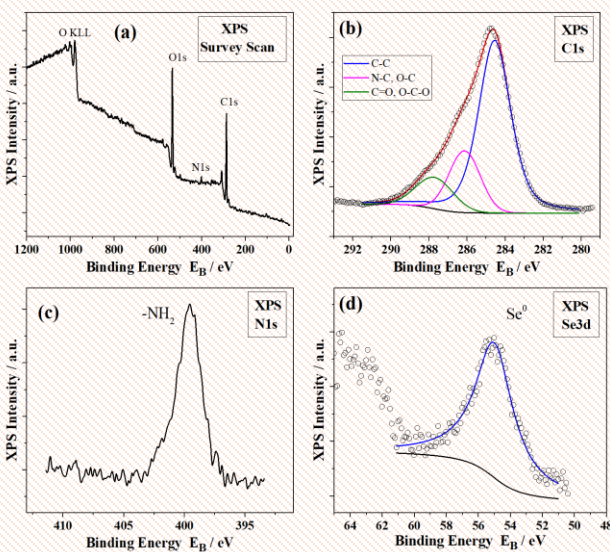 (a)
XPS
Survey Scan
O KLL
O1s
C1s
N1s
XPS Intensity / a.u.
1200 1000 800 600 400 200 0
Binding Energy E_B / eV
(b)
XPS
C1s
C-C
N-C, O-C
C=O, O-C-O
XPS Intensity / a.u.
292 290 288 286 284 282 280
Binding Energy E_B / eV
(c)
XPS
N1s
-NH₂
XPS Intensity / a.u.
410 405 400 395
Binding Energy E_B / eV
(d)
XPS
Se3d
Se⁰
XPS Intensity / a.u.
64 62 60 58 56 54 52 50 48
Binding Energy E_B / eV